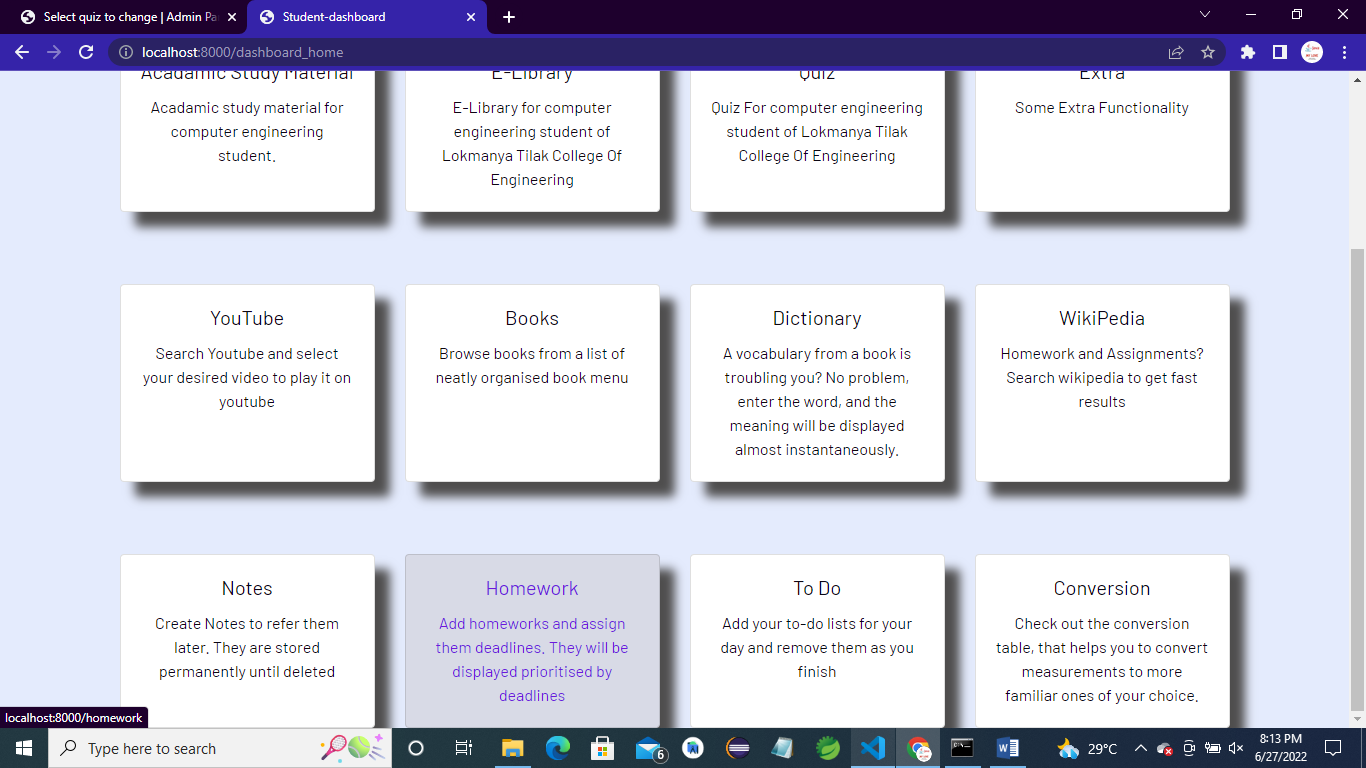 Select quiz to change | Admin Pa
Student-dashboard
localhost:8000/dashboard_home
Acadamic Study Material
E-Library
Quiz
Extra
Acadamic study material for
computer engineering
student.
E-Library for computer
engineering student of
Lokmanya Tilak College Of
Engineering
Quiz For computer engineering
student of Lokmanya Tilak
College Of Engineering
Some Extra Functionality
YouTube
Search Youtube and select
your desired video to play it on
youtube
Books
Browse books from a list of
neatly organised book menu
Dictionary
A vocabulary from a book is
troubling you? No problem,
enter the word, and the
meaning will be displayed
almost instantaneously.
WikiPedia
Homework and Assignments?
Search wikipedia to get fast
results
Notes
Create Notes to refer them
later. They are stored
permanently until deleted
Homework
Add homeworks and assign
them deadlines. They will be
displayed prioritised by
deadlines
To Do
Add your to-do lists for your
day and remove them as you
finish
Conversion
Check out the conversion
table, that helps you to convert
measurements to more
familiar ones of your choice.
localhost:8000/homework
Type here to search
6
29°C
8:13 PM
6/27/2022